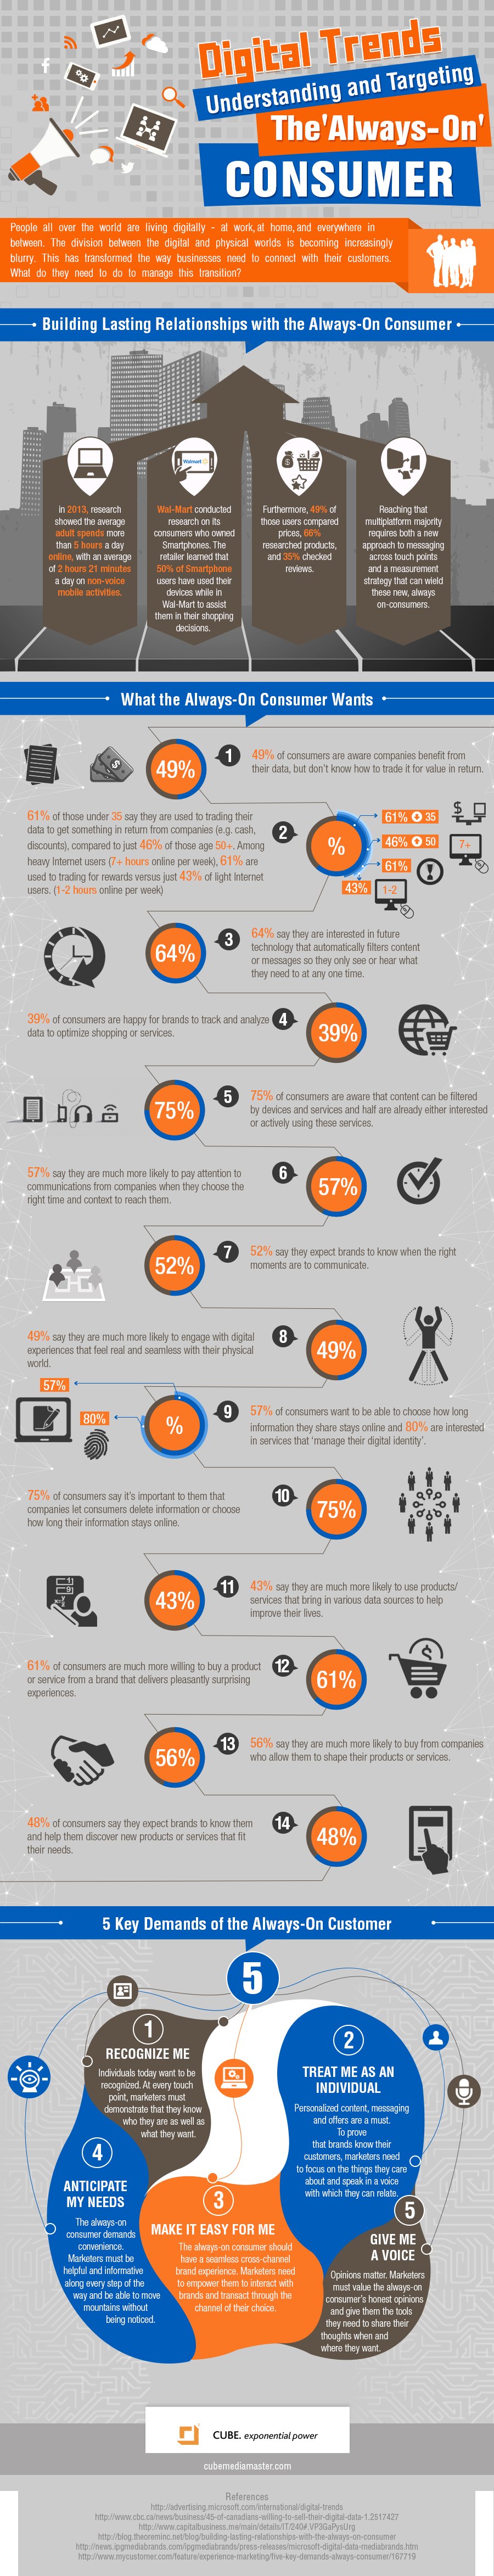 Digital Trends
Understanding and Targeting
The 'Always-On'
CONSUMER
People all over the world are living digitally - at work, at home, and everywhere in
between. The division between the digital and physical worlds is becoming increasingly
blurry. This has transformed the way businesses need to connect with their customers.
What do they need to do to manage this transition?
Building Lasting Relationships with the Always-On Consumer
in 2013, research
showed the average
adult spends more
than 5 hours a day
online, with an average
of 2 hours 21 minutes
a day on non-voice
mobile activities.
Walmart
Wal-Mart conducted
research on its
consumers who owned
Smartphones. The
retailer learned that
50% of Smartphone
users have used their
devices while in
Wal-Mart to assist
them in their shopping
decisions.
Furthermore, 49% of
those users compared
prices, 66%
researched products,
and 35% checked
reviews.
Reaching that
multiplatform majority
requires both a new
approach to messaging
across touch points
and a measurement
strategy that can wield
these new, always
on-consumers.
What the Always-On Consumer Wants
49%
1
49% of consumers are aware companies benefit from
their data, but don't know how to trade it for value in return.
61% of those under 35 say they are used to trading their
data to get something in return from companies (e.g. cash,
discounts), compared to just 46% of those age 50+. Among
heavy Internet users (7+ hours online per week), 61% are
used to trading for rewards versus just 43% of light Internet
users. (1-2 hours online per week)
2
%
61% 35
46% 50
61%
43%
7+
1-2
64%
3
64% say they are interested in future
technology that automatically filters content
or messages so they only see or hear what
they need to at any one time.
39% of consumers are happy for brands to track and analyze
data to optimize shopping or services.
4
39%
75%
5
75% of consumers are aware that content can be filtered
by devices and services and half are already either interested
or actively using these services.
57% say they are much more likely to pay attention to
communications from companies when they choose the
right time and context to reach them.
6
57%
52%
7
52% say they expect brands to know when the right
moments are to communicate.
49% say they are much more likely to engage with digital
experiences that feel real and seamless with their physical
world.
8
49%
57%
80%
%
9
57% of consumers want to be able to choose how long
information they share stays online and 80% are interested
in services that 'manage their digital identity'.
75% of consumers say it's important to them that
companies let consumers delete information or choose
how long their information stays online.
10
75%
43%
11
43% say they are much more likely to use products/
services that bring in various data sources to help
improve their lives.
61% of consumers are much more willing to buy a product
or service from a brand that delivers pleasantly surprising
experiences.
12
61%
56%
13
56% say they are much more likely to buy from companies
who allow them to shape their products or services.
48% of consumers say they expect brands to know them
and help them discover new products or services that fit
their needs.
14
48%
5 Key Demands of the Always-On Customer
5
1
RECOGNIZE ME
Individuals today want to be
recognized. At every touch
point, marketers must
demonstrate that they know
who they are as well as
what they want.
2
TREAT ME AS AN
INDIVIDUAL
Personalized content, messaging
and offers are a must.
To prove
that brands know their
customers, marketers need
to focus on the things they care
about and speak in a voice
with which they can relate.
3
MAKE IT EASY FOR ME
The always-on consumer should
have a seamless cross-channel
brand experience. Marketers need
to empower them to interact with
brands and transact through the
channel of their choice.
4
ANTICIPATE
MY NEEDS
The always-on
consumer demands
convenience.
Marketers must be
helpful and informative
along every step of the
way and be able to move
mountains without
being noticed.
5
GIVE ME
A VOICE
Opinions matter. Marketers
must value the always-on
consumer's honest opinions
and give them the tools
they need to share their
thoughts when and
where they want.
CUBE. exponential power
cubemediamaster.com
References
http://advertising.microsoft.com/international/digital-trends
http://www.cbc.ca/news/business/45-of-canadians-willing-to-sell-their-digital-data-1.2517427
http://www.capitalbusiness.me/main/details/IT/240#.VP3GaPysUrg
http://blog.theoreminc.net/blog/building-lasting-relationships-with-the-always-on-consumer
http://news.ipgmediabrands.com/ipgmediabrands/press-releases/microsoft-digital-data-mediabrands.htm
http://www.mycustomer.com/feature/experience-marketing/five-key-demands-always-consumer/167719